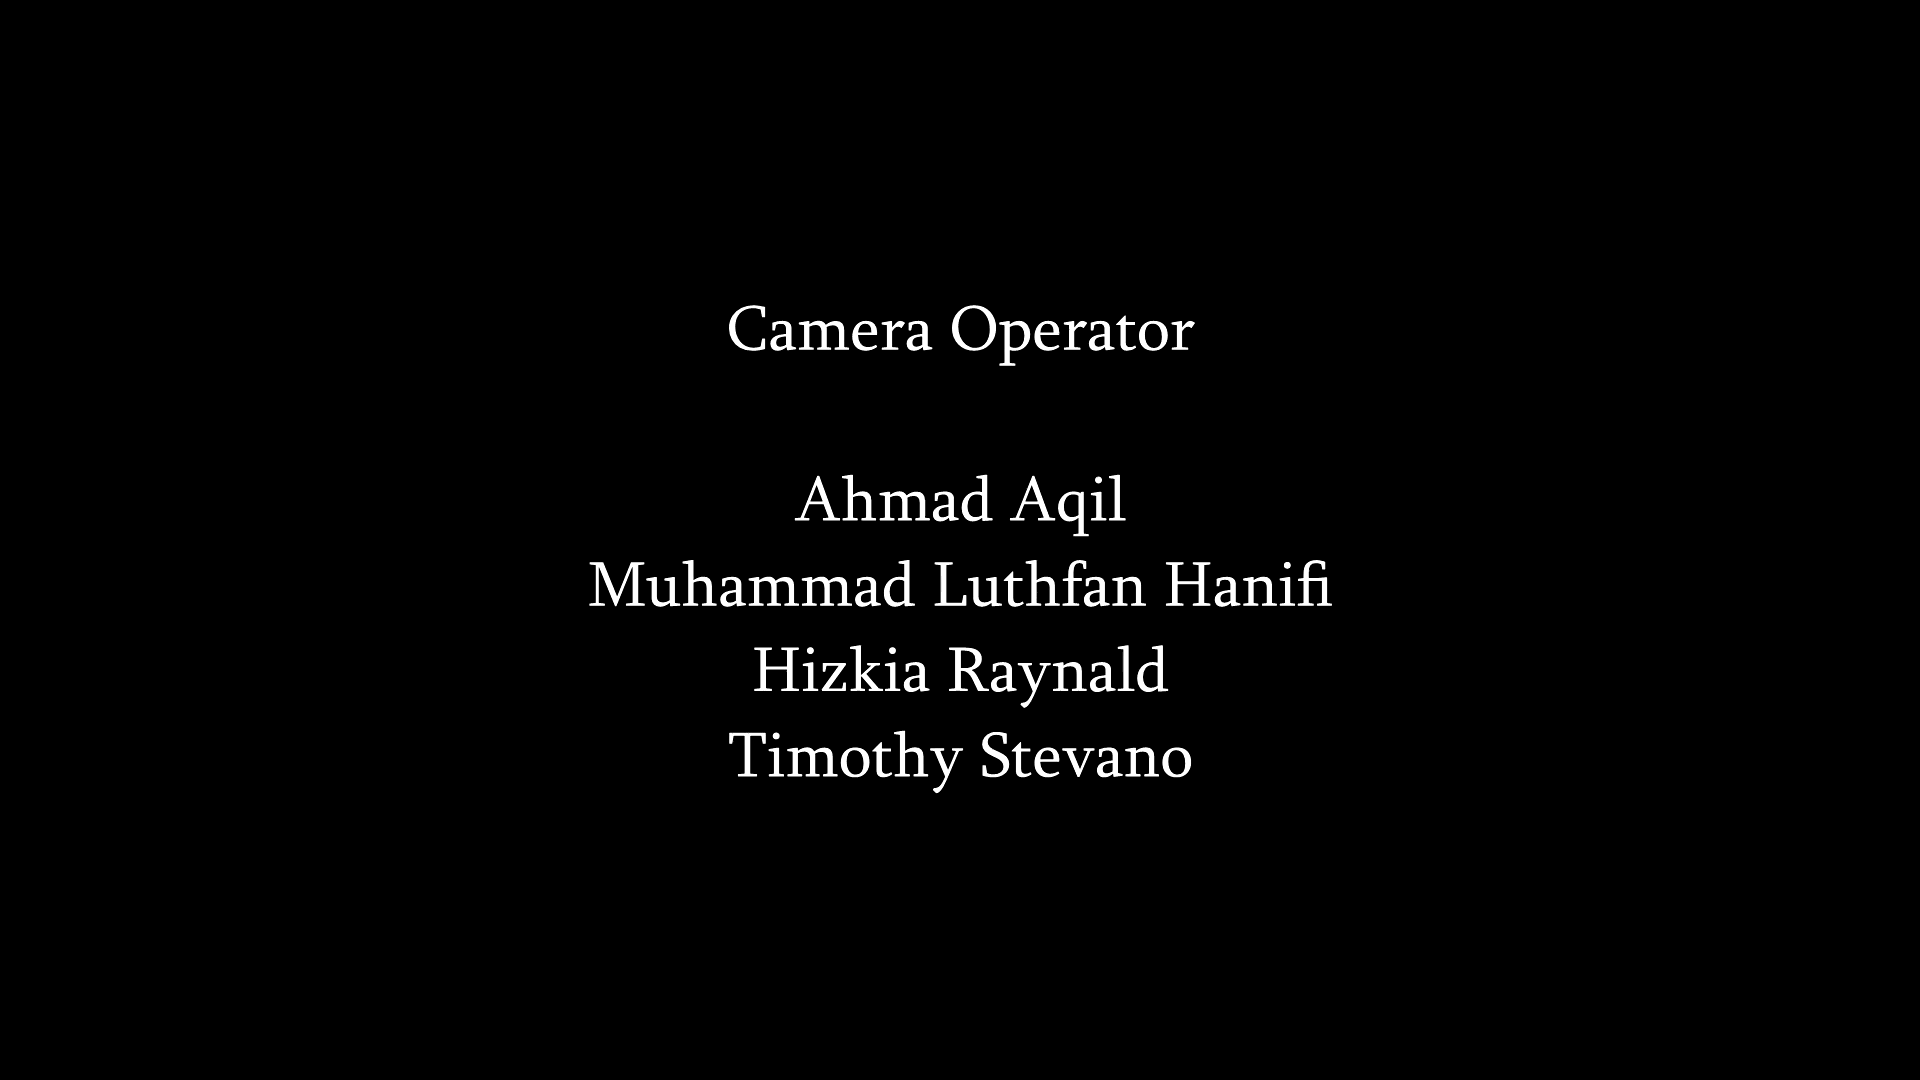 Camera Operator
Ahmad Aqil
Muhammad Luthfan Hanifi
Hizkia Raynald
Timothy Stevano